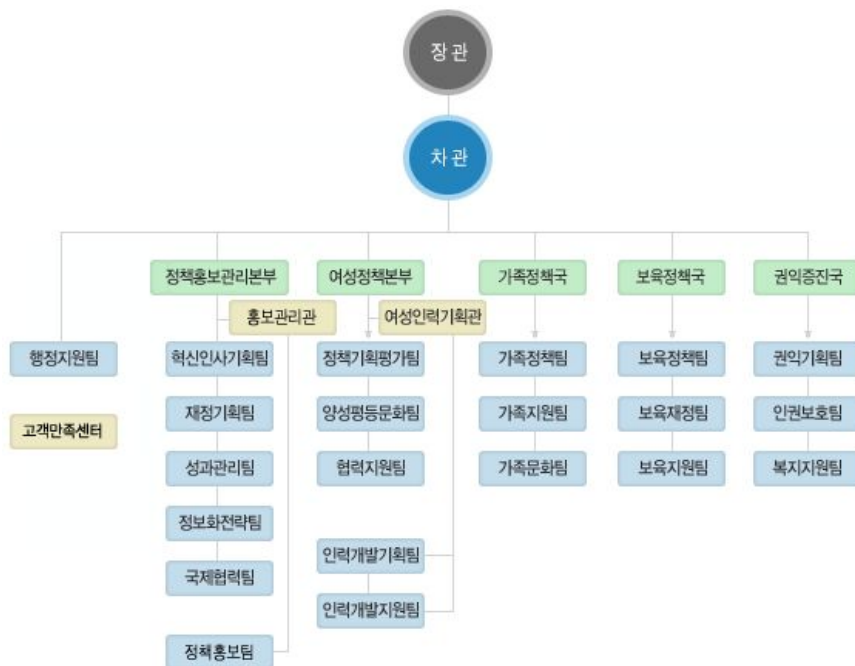 장관
차관
정책홍보관리본부
여성정책본부
가족정책국
보육정책국
권익증진국
홍보관리관
여성인력기획관
행정지원팀
혁신인사기획팀
정책기획평가팀
가족정책팀
보육정책팀
권익기획팀
재정기획팀
양성평등문화팀
가족지원팀
보육재정팀
인권보호팀
고객만족센터
성과관리팀
협력지원팀
가족문화팀
보육지원팀
복지지원팀
정보화전략팀
인력개발기획팀
국제협력팀
인력개발지원팀
정책홍보팀